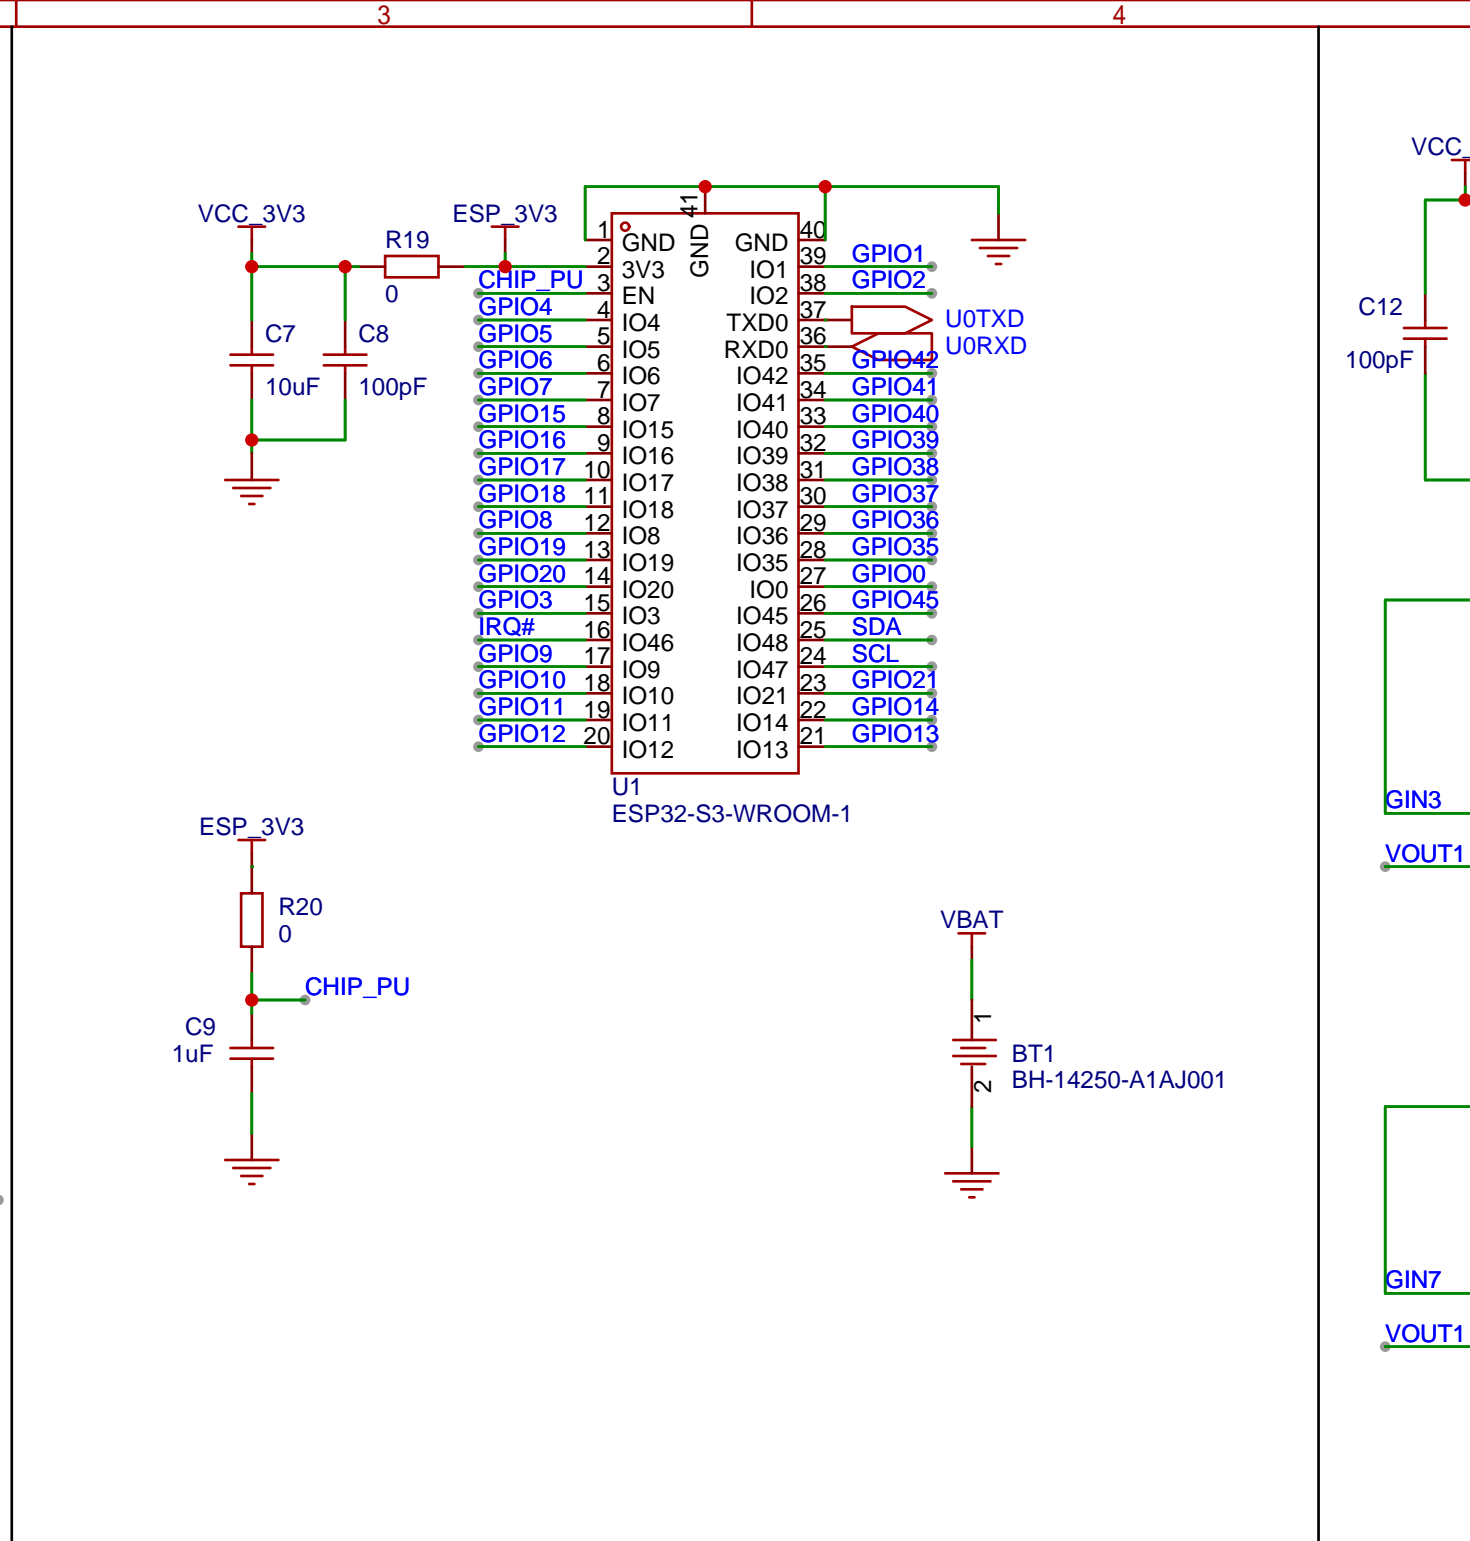 3
4
VCC_3V3
R19
0
ESP_3V3
C7
10uF
C8
100pF
CHIP_PU
GPIO4
GPIO5
GPIO6
GPIO7
GPIO15
GPIO16
GPIO17
GPIO18
GPIO8
GPIO19
GPIO20
GPIO3
IRQ#
GPIO9
GPIO10
GPIO11
GPIO12
1
2
3
4
5
6
7
8
9
10
11
12
13
14
15
16
17
18
19
20
GND
3V3
EN
IO4
IO5
IO6
IO7
IO15
IO16
IO17
IO18
IO8
IO19
IO20
IO3
IO46
IO9
IO10
IO11
IO12
41
GND
GND
IO1
IO2
TXD0
RXD0
IO42
IO41
IO40
IO39
IO38
IO37
IO36
IO35
IO0
IO45
IO48
IO47
IO21
IO14
IO13
40
39
38
37
36
35
34
33
32
31
30
29
28
27
26
25
24
23
22
21
GPIO1
GPIO2
U0TXD
U0RXD
GPIO42
GPIO41
GPIO40
GPIO39
GPIO38
GPIO37
GPIO36
GPIO35
GPIO0
GPIO45
SDA
SCL
GPIO21
GPIO14
GPIO13
U1
ESP32-S3-WROOM-1
ESP_3V3
R20
0
CHIP_PU
C9
1uF
VBAT
1
2
BT1
BH-14250-A1AJ001
VCC_
C12
100pF
GIN3
VOUT1
GIN7
VOUT1